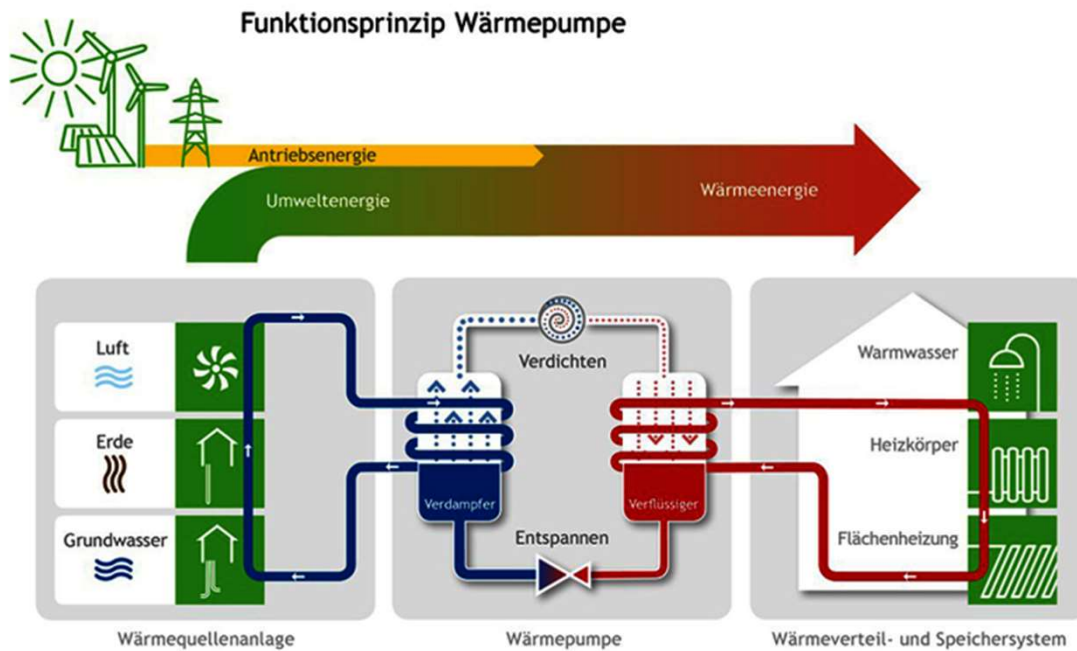 Funktionsprinzip Wärmepumpe
Antriebsenergie
Umweltenergie
Wärmeenergie
Luft
Erde
Grundwasser
Wärmequellenanlage
Verdichten
Verdampfer
Verflüssiger
Entspannen
Wärmepumpe
Warmwasser
Heizkörper
Flächenheizung
Wärmeverteil- und Speichersystem